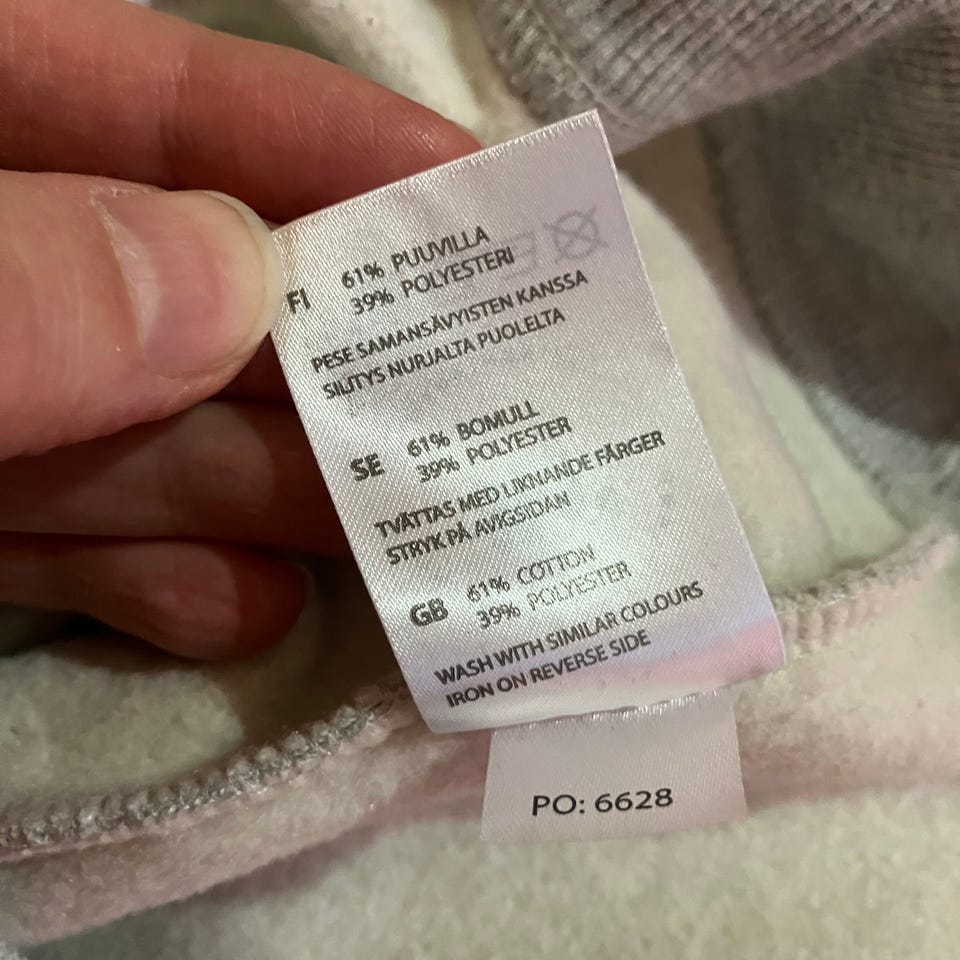 FI
61% PUUVILLA
39% POLYESTERI
PESE SAMANSÄVYISTEN KANSSA
SILITYS NURJALTA PUOLELTA
SE
61% BOMULL
39% POLYESTER
TVÄTTAS MED LIKNANDE FÄRGER
STRYK PÅ AVIGSIDAN
GB
61% COTTON
39% POLYESTER
WASH WITH SIMILAR COLOURS
IRON ON REVERSE SIDE
PO: 6628